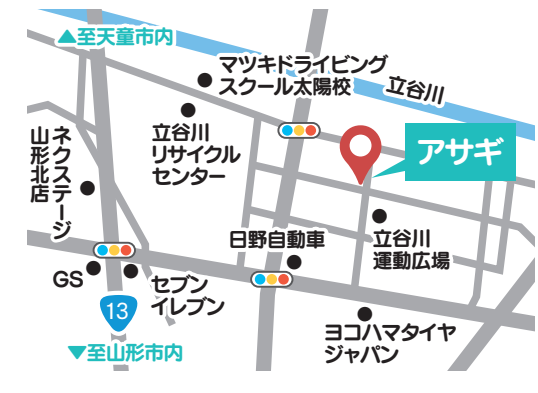 ▲至天童市内
マツキドライビング
スクール太陽校
立谷川
立谷川
リサイクル
センター
アサギ
ネクステージ
山形北店
日野自動車
立谷川
運動広場
GS
セブン
イレブン
13
ヨコハマタイヤ
ジャパン
▼至山形市内